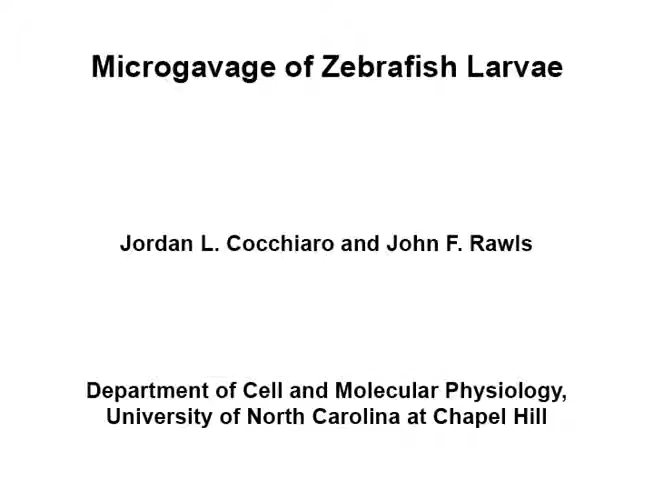 Microgavage of Zebrafish Larvae
Jordan L. Cocchiaro and John F. Rawls
Department of Cell and Molecular Physiology,
University of North Carolina at Chapel Hill